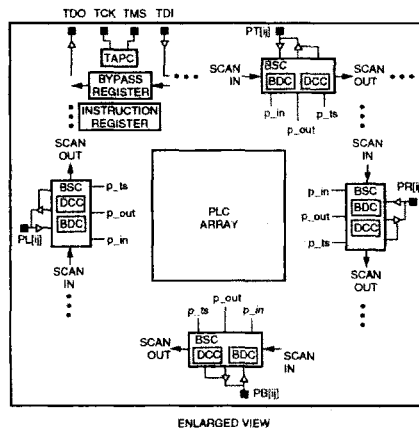 TDO TCK TMS TDI
TAPC
BYPASS
REGISTER
INSTRUCTION
REGISTER
SCAN
IN
PT[ij]
BSC
BDC DCC
SCAN
OUT
p_in p_ts
p_out
SCAN
OUT
BSC
DCC
BDC
p_ts
p_out
p_in
PL[ij]
SCAN
IN
PLC
ARRAY
SCAN
IN
p_in
p_out
p_ts
BSC
BDC
DCC
SCAN
OUT
p_out
p_ts p_in
BSC
DCC BDC
SCAN
OUT
SCAN
IN
PB[ij]
ENLARGED VIEW